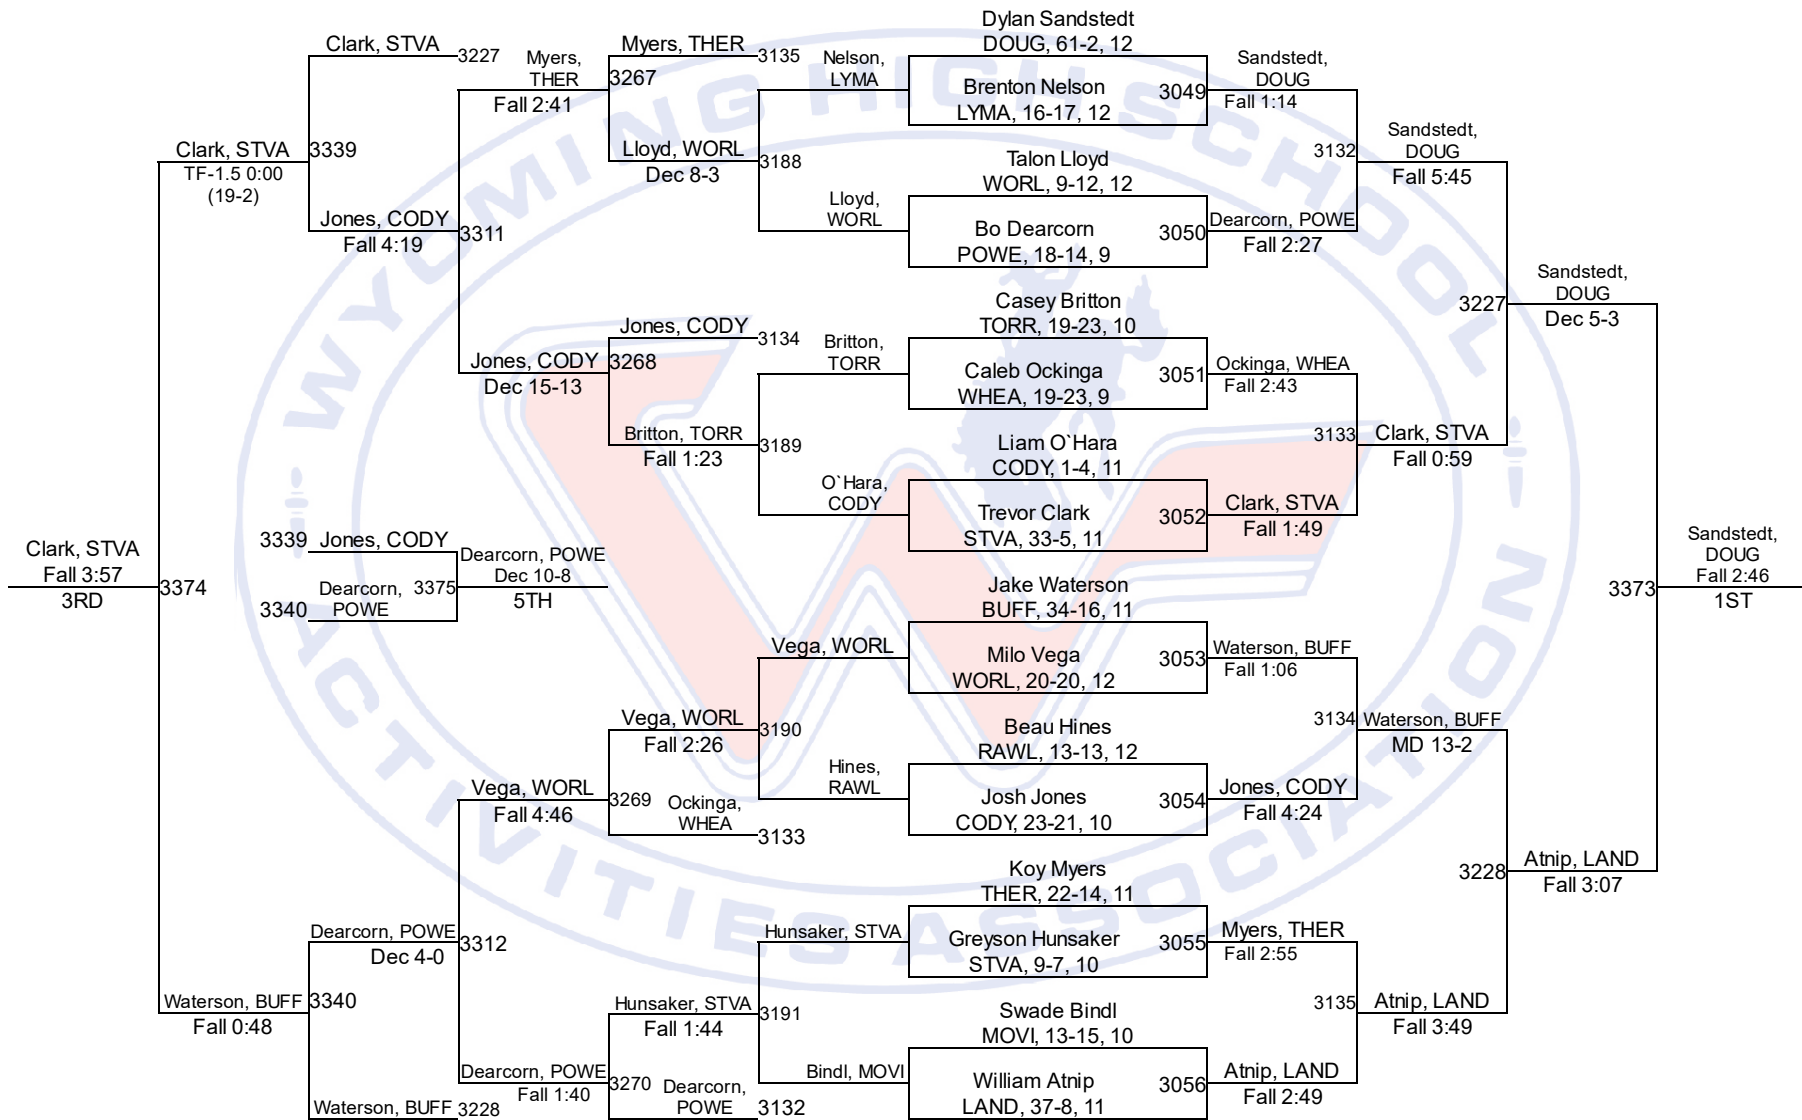 Dylan Sandstedt
DOUG, 61-2, 12
Clark, STVA
3227
Myers,
THER
Fall 2:41
Myers, THER
3135
3267
Nelson,
LYMA
Brenton Nelson
LYMA, 16-17, 12
3049
Sandstedt,
DOUG
Fall 1:14
Clark, STVA
TF-1.5 0:00
(19-2)
3339
Lloyd, WORL
Dec 8-3
3188
Talon Lloyd
WORL, 9-12, 12
3132
Sandstedt,
DOUG
Fall 5:45
Jones, CODY
Fall 4:19
3311
Lloyd,
WORL
Bo Dearcorn
POWE, 18-14, 9
3050
Dearcorn, POWE
Fall 2:27
Casey Britton
TORR, 19-23, 10
3227
Sandstedt,
DOUG
Dec 5-3
Jones, CODY
3134
Jones, CODY
Dec 15-13
3268
Britton,
TORR
Caleb Ockinga
WHEA, 19-23, 9
3051
Ockinga, WHEA
Fall 2:43
Britton, TORR
Fall 1:23
3189
Liam O`Hara
CODY, 1-4, 11
3133
Clark, STVA
Fall 0:59
O`Hara,
CODY
Trevor Clark
STVA, 33-5, 11
3052
Clark, STVA
Fall 1:49
Clark, STVA
Fall 3:57
3RD
3374
3339
Jones, CODY
3340
Dearcorn,
POWE
3375
Dearcorn, POWE
Dec 10-8
5TH
Jake Waterson
BUFF, 34-16, 11
3373
Sandstedt,
DOUG
Fall 2:46
1ST
Vega, WORL
Milo Vega
WORL, 20-20, 12
3053
Waterson, BUFF
Fall 1:06
Vega, WORL
Fall 2:26
3190
Beau Hines
RAWL, 13-13, 12
3134
Waterson, BUFF
MD 13-2
Vega, WORL
Fall 4:46
3269
Ockinga,
WHEA
3133
Hines,
RAWL
Josh Jones
CODY, 23-21, 10
3054
Jones, CODY
Fall 4:24
Koy Myers
THER, 22-14, 11
3228
Atnip, LAND
Fall 3:07
Dearcorn, POWE
Dec 4-0
3312
Hunsaker, STVA
Greyson Hunsaker
STVA, 9-7, 10
3055
Myers, THER
Fall 2:55
Waterson, BUFF
Fall 0:48
3340
Hunsaker, STVA
Fall 1:44
3191
Swade Bindl
MOVI, 13-15, 10
3135
Atnip, LAND
Fall 3:49
Dearcorn, POWE
Fall 1:40
3270
Dearcorn,
POWE
3132
Bindl, MOVI
William Atnip
LAND, 37-8, 11
3056
Atnip, LAND
Fall 2:49
Waterson, BUFF
3228
WYOMING HIGH SCHOOL
ACTIVITIES ASSOCIATION